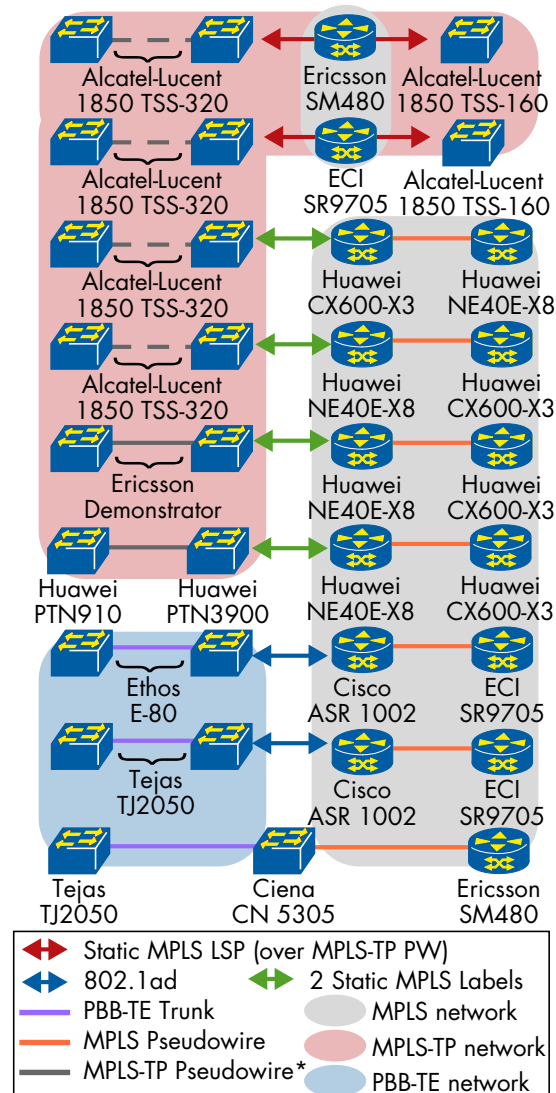 Alcatel-Lucent
1850 TSS-320
Ericsson
SM480
Alcatel-Lucent
1850 TSS-160
Alcatel-Lucent
1850 TSS-320
ECI
SR9705
Alcatel-Lucent
1850 TSS-160
Alcatel-Lucent
1850 TSS-320
Huawei
CX600-X3
Huawei
NE40E-X8
Alcatel-Lucent
1850 TSS-320
Huawei
NE40E-X8
Huawei
CX600-X3
Ericsson
Demonstrator
Huawei
NE40E-X8
Huawei
CX600-X3
Huawei
PTN910
Huawei
PTN3900
Huawei
NE40E-X8
Huawei
CX600-X3
Ethos
E-80
Cisco
ASR 1002
ECI
SR9705
Tejas
TJ2050
Cisco
ASR 1002
ECI
SR9705
Tejas
TJ2050
Ciena
CN 5305
Ericsson
SM480
Static MPLS LSP (over MPLS-TP PW)
802.1ad
2 Static MPLS Labels
PBB-TE Trunk
MPLS network
MPLS Pseudowire
MPLS-TP network
MPLS-TP Pseudowire*
PBB-TE network